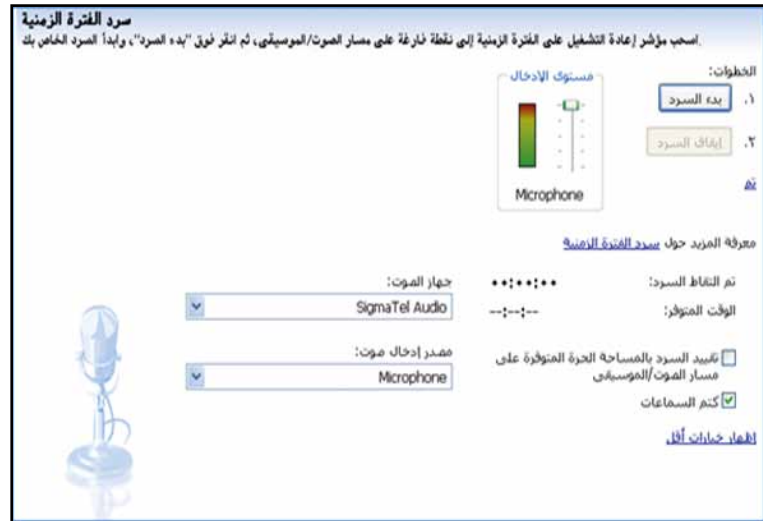 سرد الفترة الزمنية
اسحب مؤشر إعادة التشغيل على الفترة الزمنية إلى نقطة فارغة على مسار الصوت/الموسيقى، ثم انقر فوق "بدء السرد"، وابدأ السرد الخاص بك.
الخطوات:
مستوى الإدخال
١. بدء السرد
٢. إيقاف السرد
تم
Microphone
معرفة المزيد حول سرد الفترة الزمنية
تم التقاط السرد: ٠٠:٠٠:٠٠
جهاز الصوت:
الوقت المتوفر: --:--:--
SigmaTel Audio
تقييد السرد بالمساحة الحرة المتوفرة على
مسار الصوت/الموسيقى
مصدر إدخال صوت:
Microphone
كتم السماعات
إظهار خيارات أقل